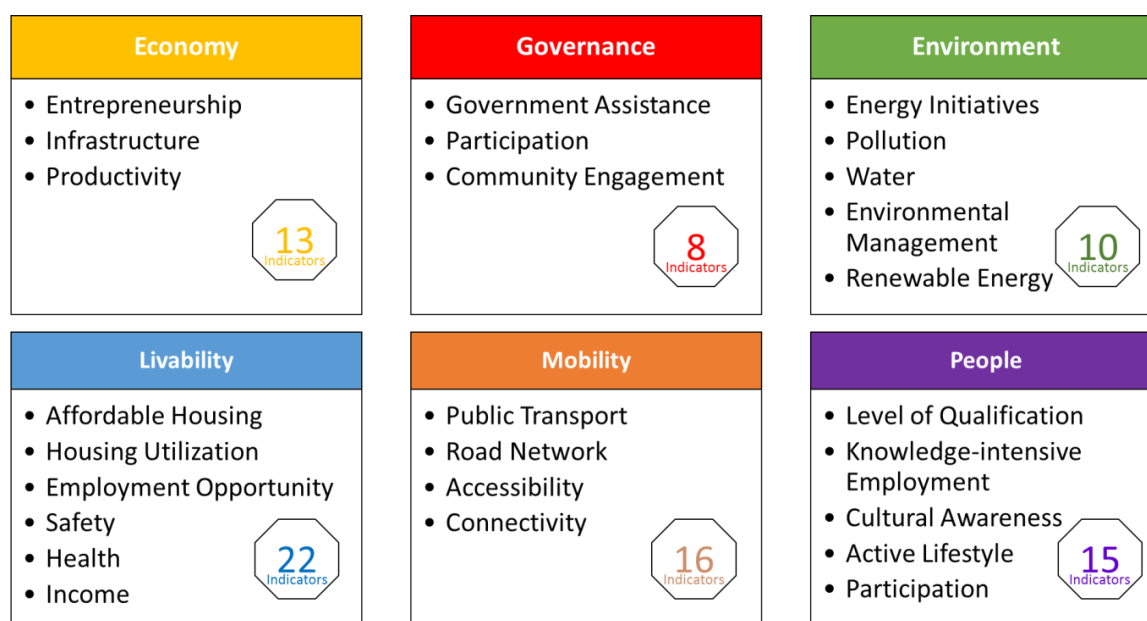 Economy
• Entrepreneurship
• Infrastructure
• Productivity
13
Indicators
Governance
• Government Assistance
• Participation
• Community Engagement
8
Indicators
Environment
• Energy Initiatives
• Pollution
• Water
• Environmental
Management
• Renewable Energy
10
Indicators
Livability
• Affordable Housing
• Housing Utilization
• Employment Opportunity
• Safety
• Health
• Income
22
Indicators
Mobility
• Public Transport
• Road Network
• Accessibility
• Connectivity
16
Indicators
People
• Level of Qualification
• Knowledge-intensive
Employment
• Cultural Awareness
• Active Lifestyle
• Participation
15
Indicators